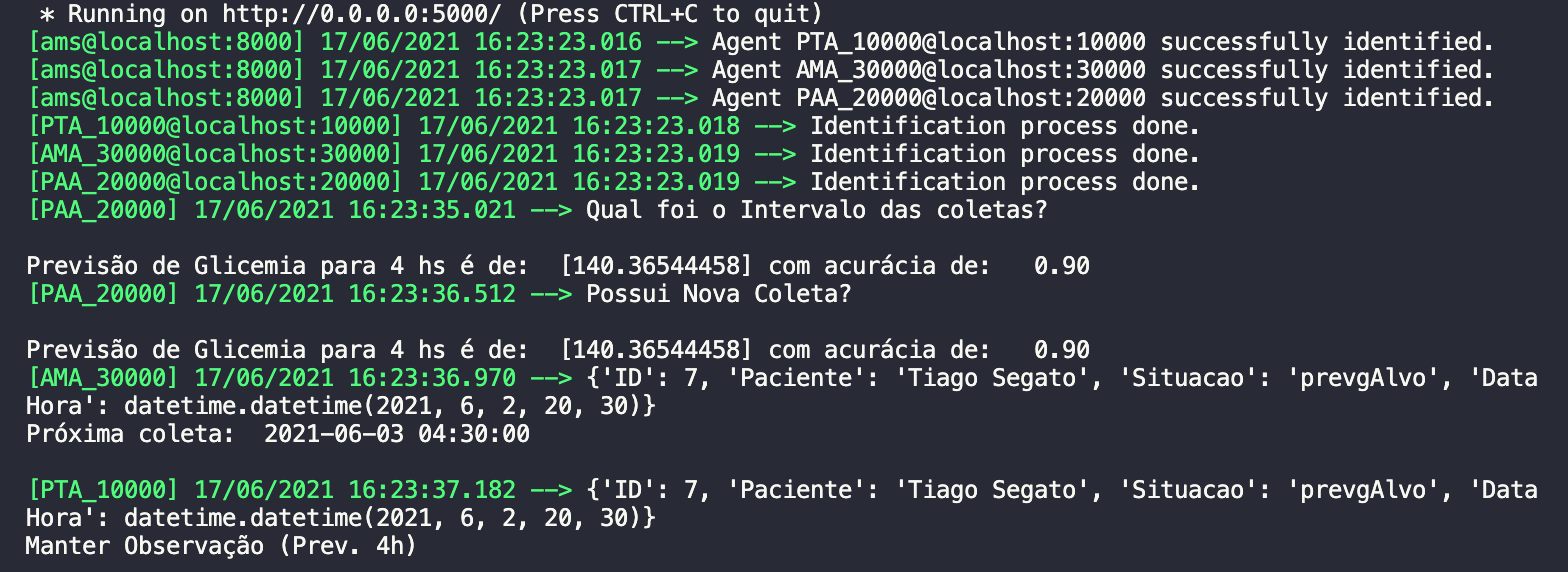 * Running on http://0.0.0.0:5000/ (Press CTRL+C to quit)
[ams@localhost:8000] 17/06/2021 16:23:23.016 --> Agent PTA_10000@localhost:10000 successfully identified.
[ams@localhost:8000] 17/06/2021 16:23:23.017 --> Agent AMA_30000@localhost:30000 successfully identified.
[ams@localhost:8000] 17/06/2021 16:23:23.017 --> Agent PAA_20000@localhost:20000 successfully identified.
[PTA_10000@localhost:10000] 17/06/2021 16:23:23.018 --> Identification process done.
[AMA_30000@localhost:30000] 17/06/2021 16:23:23.019 --> Identification process done.
[PAA_20000@localhost:20000] 17/06/2021 16:23:23.019 --> Identification process done.
[PAA_20000] 17/06/2021 16:23:35.021 --> Qual foi o Intervalo das coletas?
Previsão de Glicemia para 4 hs é de:  [140.36544458] com acurácia de:   0.90
[PAA_20000] 17/06/2021 16:23:36.512 --> Possui Nova Coleta?
Previsão de Glicemia para 4 hs é de:  [140.36544458] com acurácia de:   0.90
[AMA_30000] 17/06/2021 16:23:36.970 --> {'ID': 7, 'Paciente': 'Tiago Segato', 'Situacao': 'prevgAlvo', 'Data
Hora': datetime.datetime(2021, 6, 2, 20, 30)}
Próxima coleta:  2021-06-03 04:30:00
[PTA_10000] 17/06/2021 16:23:37.182 --> {'ID': 7, 'Paciente': 'Tiago Segato', 'Situacao': 'prevgAlvo', 'Data
Hora': datetime.datetime(2021, 6, 2, 20, 30)}
Manter Observação (Prev. 4h)